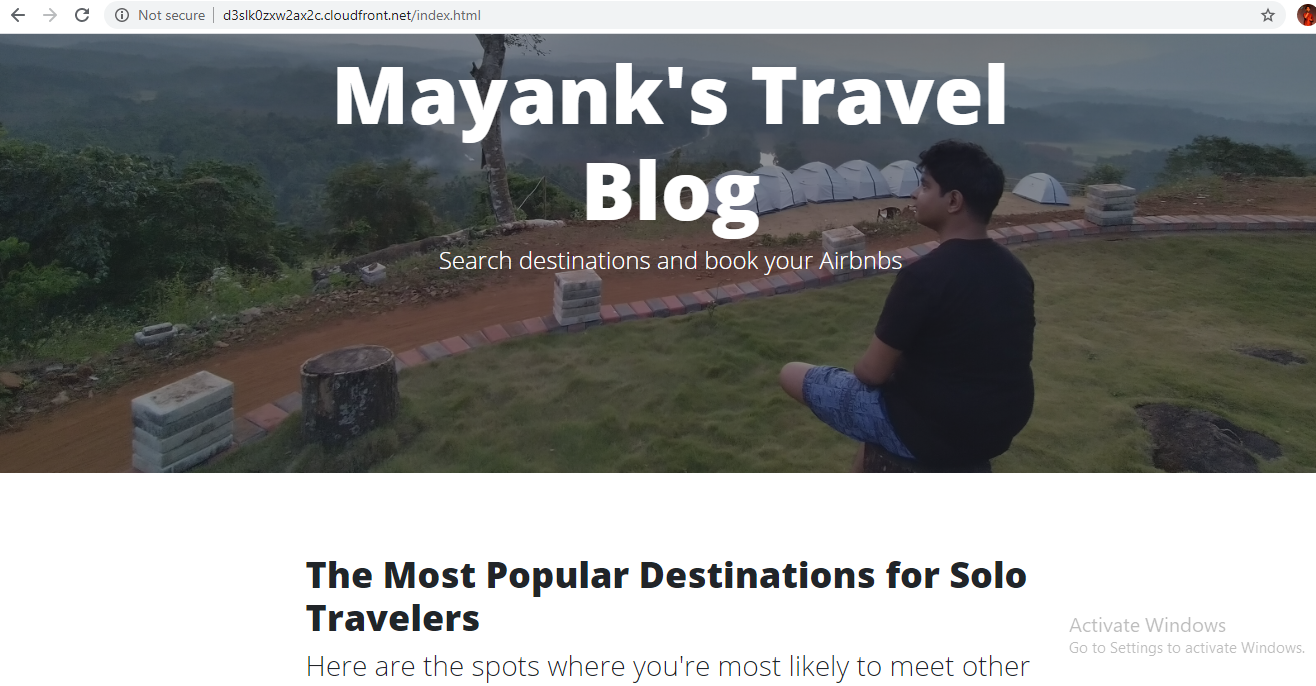 Not secure d3slk0zxw2ax2c.cloudfront.net/index.html
Mayank's Travel
Blog
Search destinations and book your Airbnbs
The Most Popular Destinations for Solo
Travelers
Here are the spots where you're most likely to meet other
Activate Windows
Go to Settings to activate Windows.